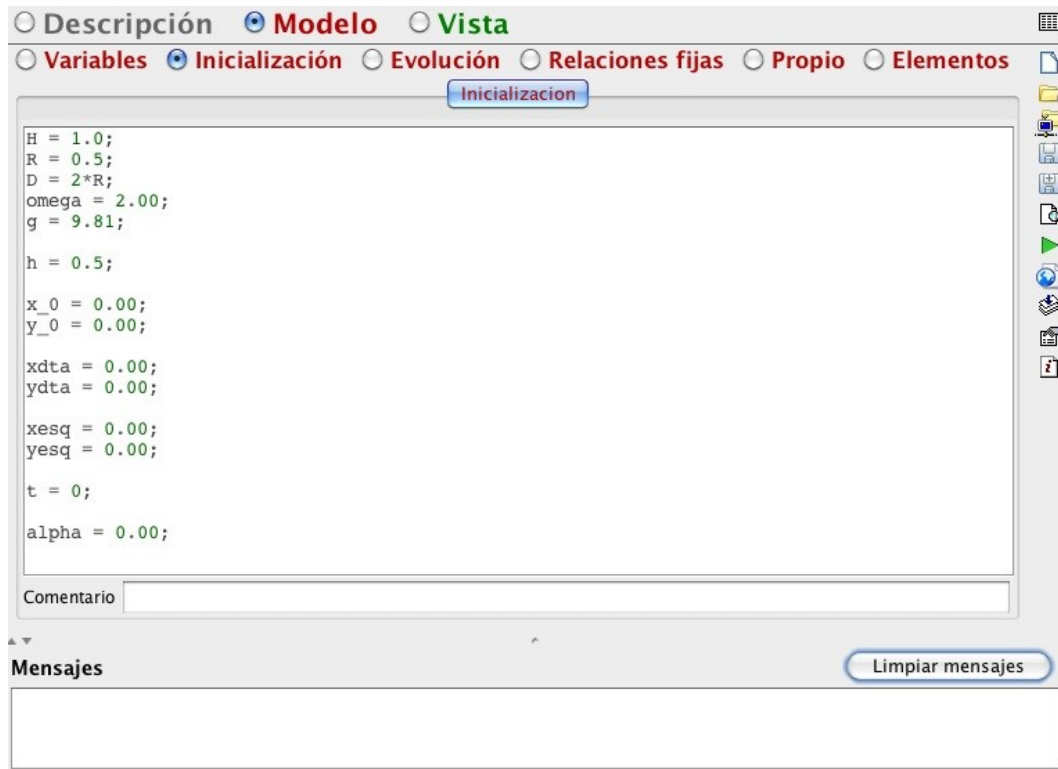 Descripción Modelo Vista
Variables Inicialización Evolución Relaciones fijas Propio Elementos
Inicializacion
H = 1.0;
R = 0.5;
D = 2*R;
omega = 2.00;
g = 9.81;
h = 0.5;
x_0 = 0.00;
y_0 = 0.00;
xdta = 0.00;
ydta = 0.00;
xesq = 0.00;
yesq = 0.00;
t = 0;
alpha = 0.00;
Comentario
Mensajes Limpiar mensajes